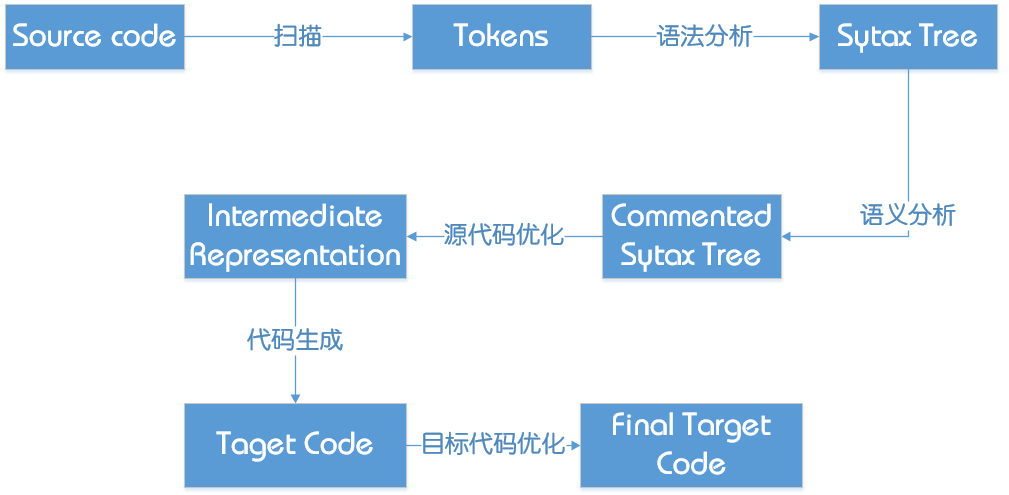 Source code
扫描
Tokens
语法分析
Sytax Tree
语义分析
Commented
Sytax Tree
源代码优化
Intermediate
Representation
代码生成
Taget Code
目标代码优化
Final Target
Code